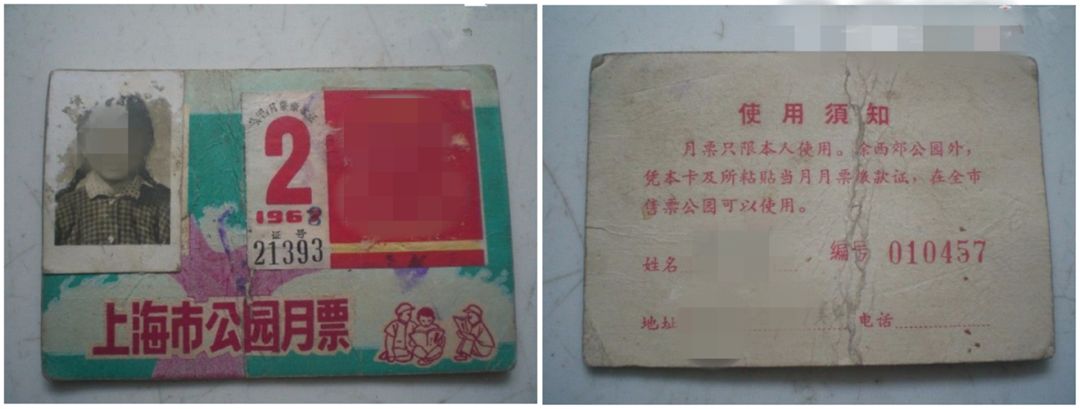 2
1968
证号
21393
上海市公园月票
使用須知
月票只限本人使用。除西郊公园外，
凭本卡及所粘贴当月月票缴款证，在全市
售票公园可以使用。
编号 010457
姓名
地址 电话